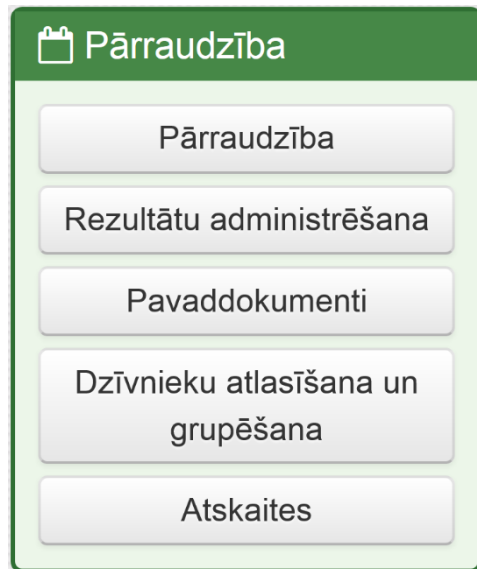 Pārraudzība
Pārraudzība
Rezultātu administrēšana
Pavaddokumenti
Dzīvnieku atlasīšana un
grupēšana
Atskaites